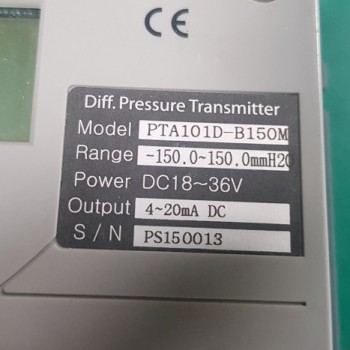 CE
Diff. Pressure Transmitter
Model PTA101D-B150M
Range -150.0~150.0mmH2O
Power DC18~36V
Output 4~20mA DC
S / N PS150013